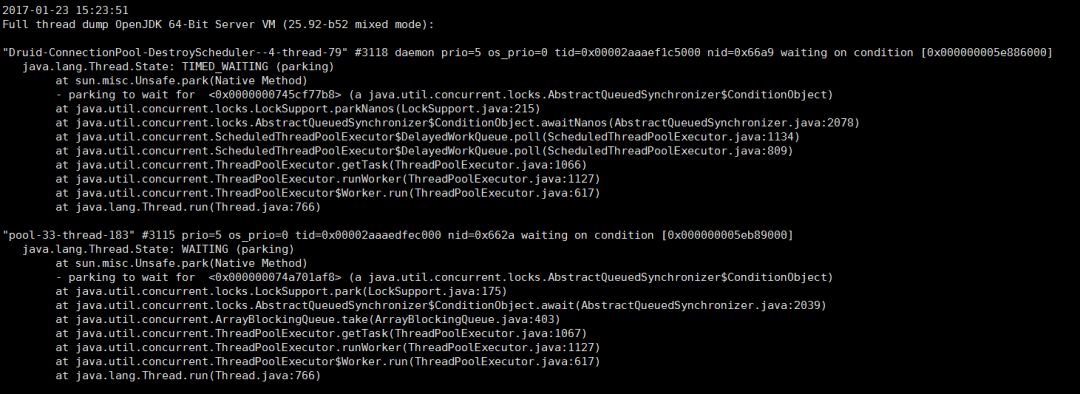 2017-01-23 15:23:51
Full thread dump OpenJDK 64-Bit Server VM (25.92-b52 mixed mode):
"Druid-ConnectionPool-DestroyScheduler--4-thread-79" #3118 daemon prio=5 os_prio=0 tid=0x00002aaaef1c5000 nid=0x66a9 waiting on condition [0x000000005e886000]
java.lang.Thread.State: TIMED_WAITING (parking)
at sun.misc.Unsafe.park(Native Method)
- parking to wait for <0x0000000745cf77b8> (a java.util.concurrent.locks.AbstractQueuedSynchronizer$ConditionObject)
at java.util.concurrent.locks.LockSupport.parkNanos(LockSupport.java:215)
at java.util.concurrent.locks.AbstractQueuedSynchronizer$ConditionObject.awaitNanos(AbstractQueuedSynchronizer.java:2078)
at java.util.concurrent.ScheduledThreadPoolExecutor$DelayedWorkQueue.poll(ScheduledThreadPoolExecutor.java:1134)
at java.util.concurrent.ScheduledThreadPoolExecutor$DelayedWorkQueue.poll(ScheduledThreadPoolExecutor.java:809)
at java.util.concurrent.ThreadPoolExecutor.getTask(ThreadPoolExecutor.java:1066)
at java.util.concurrent.ThreadPoolExecutor.runWorker(ThreadPoolExecutor.java:1127)
at java.util.concurrent.ThreadPoolExecutor$Worker.run(ThreadPoolExecutor.java:617)
at java.lang.Thread.run(Thread.java:766)
"pool-33-thread-183" #3115 prio=5 os_prio=0 tid=0x00002aaaedfec000 nid=0x662a waiting on condition [0x000000005eb89000]
java.lang.Thread.State: WAITING (parking)
at sun.misc.Unsafe.park(Native Method)
- parking to wait for <0x000000074a701af8> (a java.util.concurrent.locks.AbstractQueuedSynchronizer$ConditionObject)
at java.util.concurrent.locks.LockSupport.park(LockSupport.java:175)
at java.util.concurrent.locks.AbstractQueuedSynchronizer$ConditionObject.await(AbstractQueuedSynchronizer.java:2039)
at java.util.concurrent.ArrayBlockingQueue.take(ArrayBlockingQueue.java:403)
at java.util.concurrent.ThreadPoolExecutor.getTask(ThreadPoolExecutor.java:1067)
at java.util.concurrent.ThreadPoolExecutor.runWorker(ThreadPoolExecutor.java:1127)
at java.util.concurrent.ThreadPoolExecutor$Worker.run(ThreadPoolExecutor.java:617)
at java.lang.Thread.run(Thread.java:766)